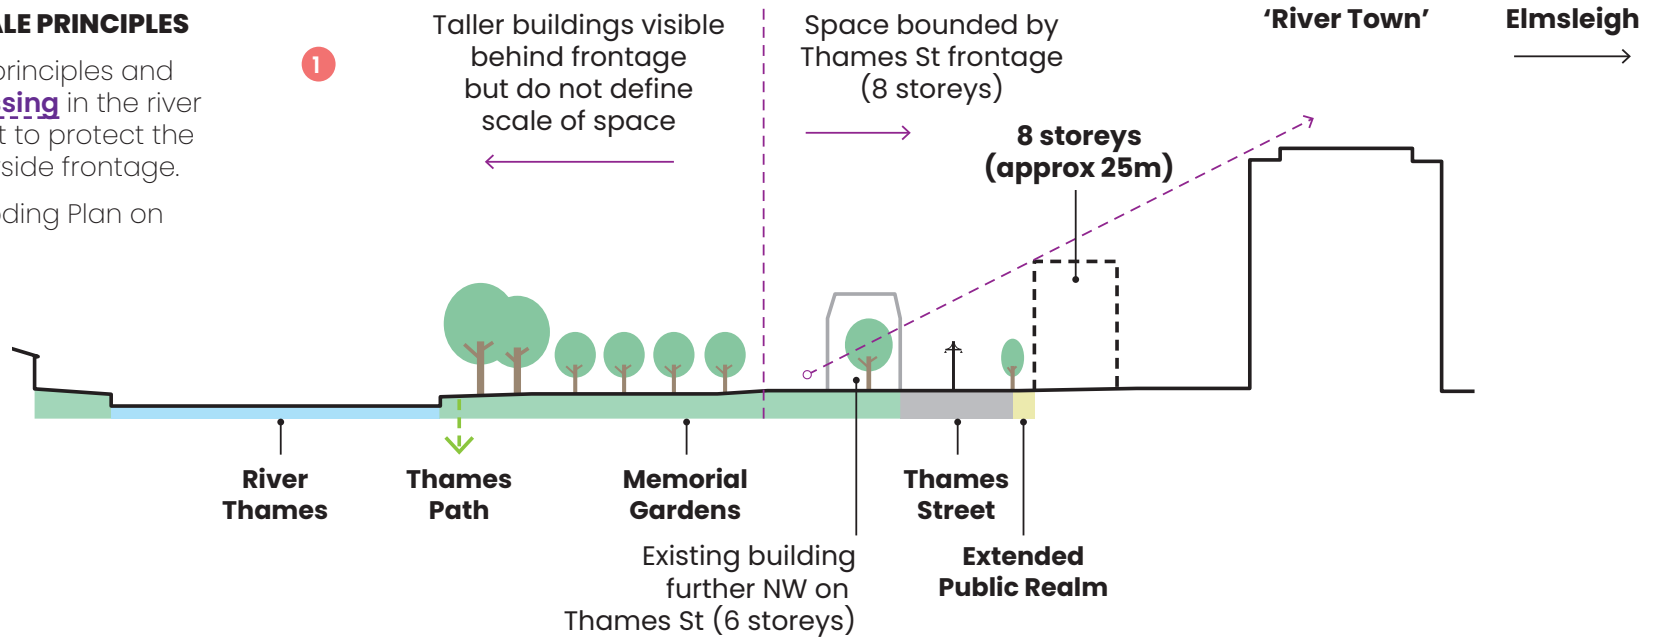 ALE PRINCIPLES
principles and
ssing in the river
t to protect the
side frontage.
ding Plan on
1
Taller buildings visible
behind frontage
but do not define
scale of space
Space bounded by
Thames St frontage
(8 storeys)
8 storeys
(approx 25m)
‘River Town’
Elmsleigh
River
Thames
Thames
Path
Memorial
Gardens
Thames
Street
Existing building
further NW on
Thames St (6 storeys)
Extended
Public Realm